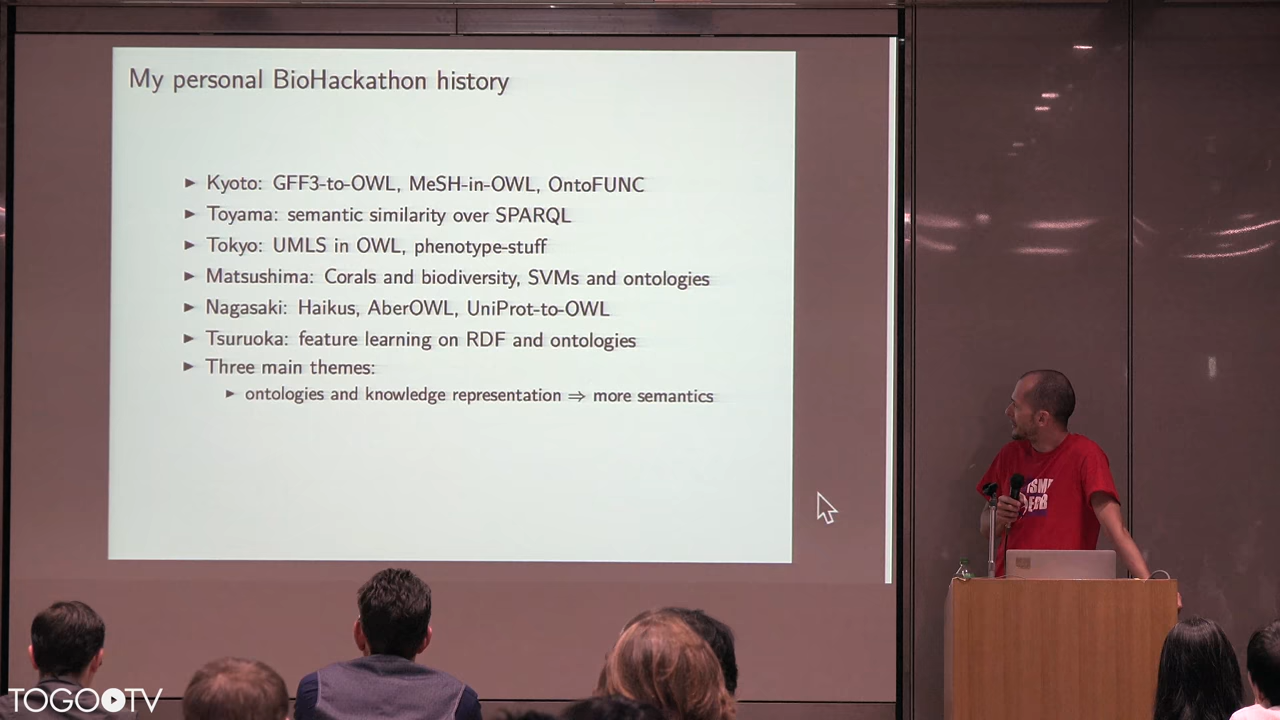 My personal BioHackathon history
▶ Kyoto: GFF3-to-OWL, MeSH-in-OWL, OntoFUNC
▶ Toyama: semantic similarity over SPARQL
▶ Tokyo: UMLS in OWL, phenotype-stuff
▶ Matsushima: Corals and biodiversity, SVMs and ontologies
▶ Nagasaki: Haikus, AberOWL, UniProt-to-OWL
▶ Tsuruoka: feature learning on RDF and ontologies
▶ Three main themes:
▶ ontologies and knowledge representation ⇒ more semantics
TOGOTV